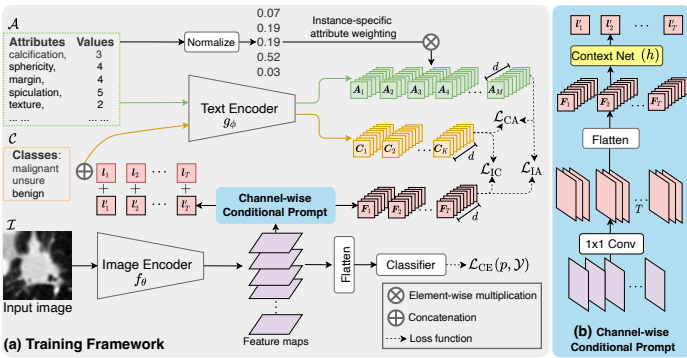 𝒜
Attributes Values
calcification, 3
sphericity, 4
margin, 4
spiculation, 5
texture, 2
... ... ...
Normalize
0.07
0.19
0.19
0.52
0.03
Instance-specific
attribute weighting
A₁ A₂ A₃ A₄ ... A_M
d
Text Encoder
g_ϕ
C₁ C₂ ... C_K
d
ℒ_CA
ℒ_IC
ℒ_IA
𝒞
Classes:
malignant
unsure
benign
l₁ l₂ ... l_T
+ + +
l′₁ l′₂ ... l′_T
Channel-wise
Conditional Prompt
F₁ F₂ ... F_T
d
ℐ
Input image
Image Encoder
f_θ
Feature maps
Flatten
Classifier
ℒ_CE(p, 𝒴)
Element-wise multiplication
Concatenation
Loss function
(a) Training Framework
l′₁ l′₂ ... l′_T
Context Net (h)
F₁ F₂ ... F_T
Flatten
... T
1x1 Conv
...
(b) Channel-wise
Conditional Prompt